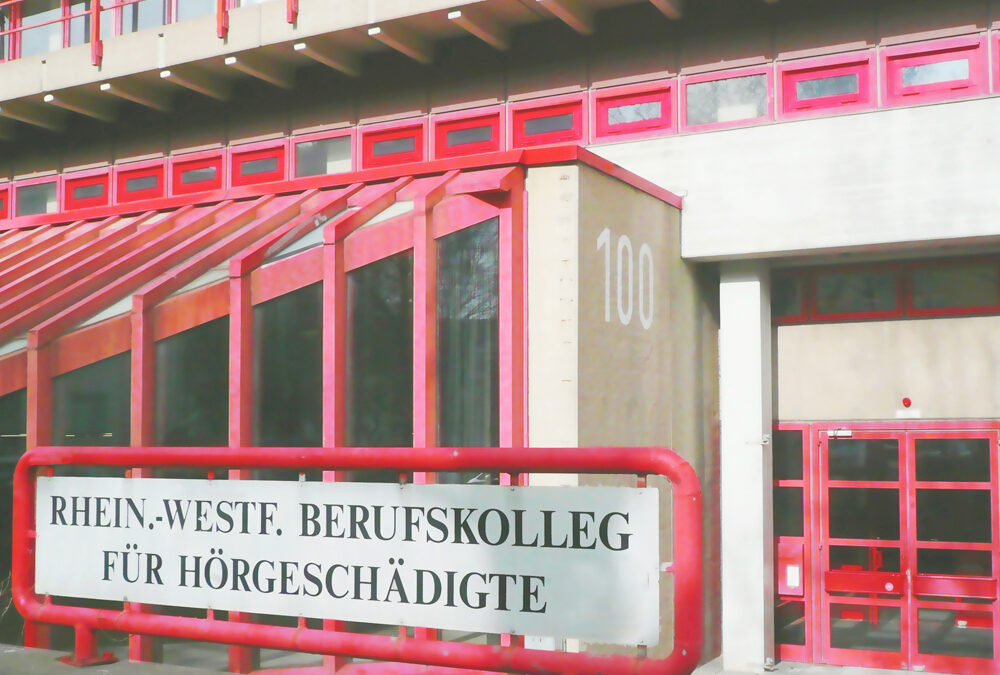 100
RHEIN.-WESTF. BERUFSKOLLEG
FÜR HÖRGESCHÄDIGTE